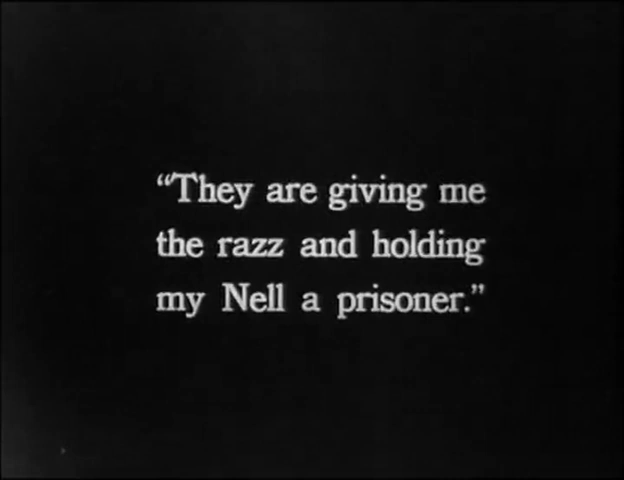 “They are giving me
the razz and holding
my Nell a prisoner.”